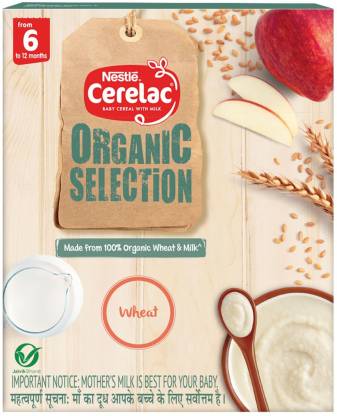 from
6
to 12 months
Nestlé.
Cerelac
BABY CEREAL WITH MILK
ORGANIC
SELECTION
Made from 100% Organic Wheat & Milk^
Wheat
Jaivik Bharat
IMPORTANT NOTICE: MOTHER'S MILK IS BEST FOR YOUR BABY.
महत्वपूर्ण सूचना: माँ का दूध आपके बच्चे के लिए सर्वोत्तम है।